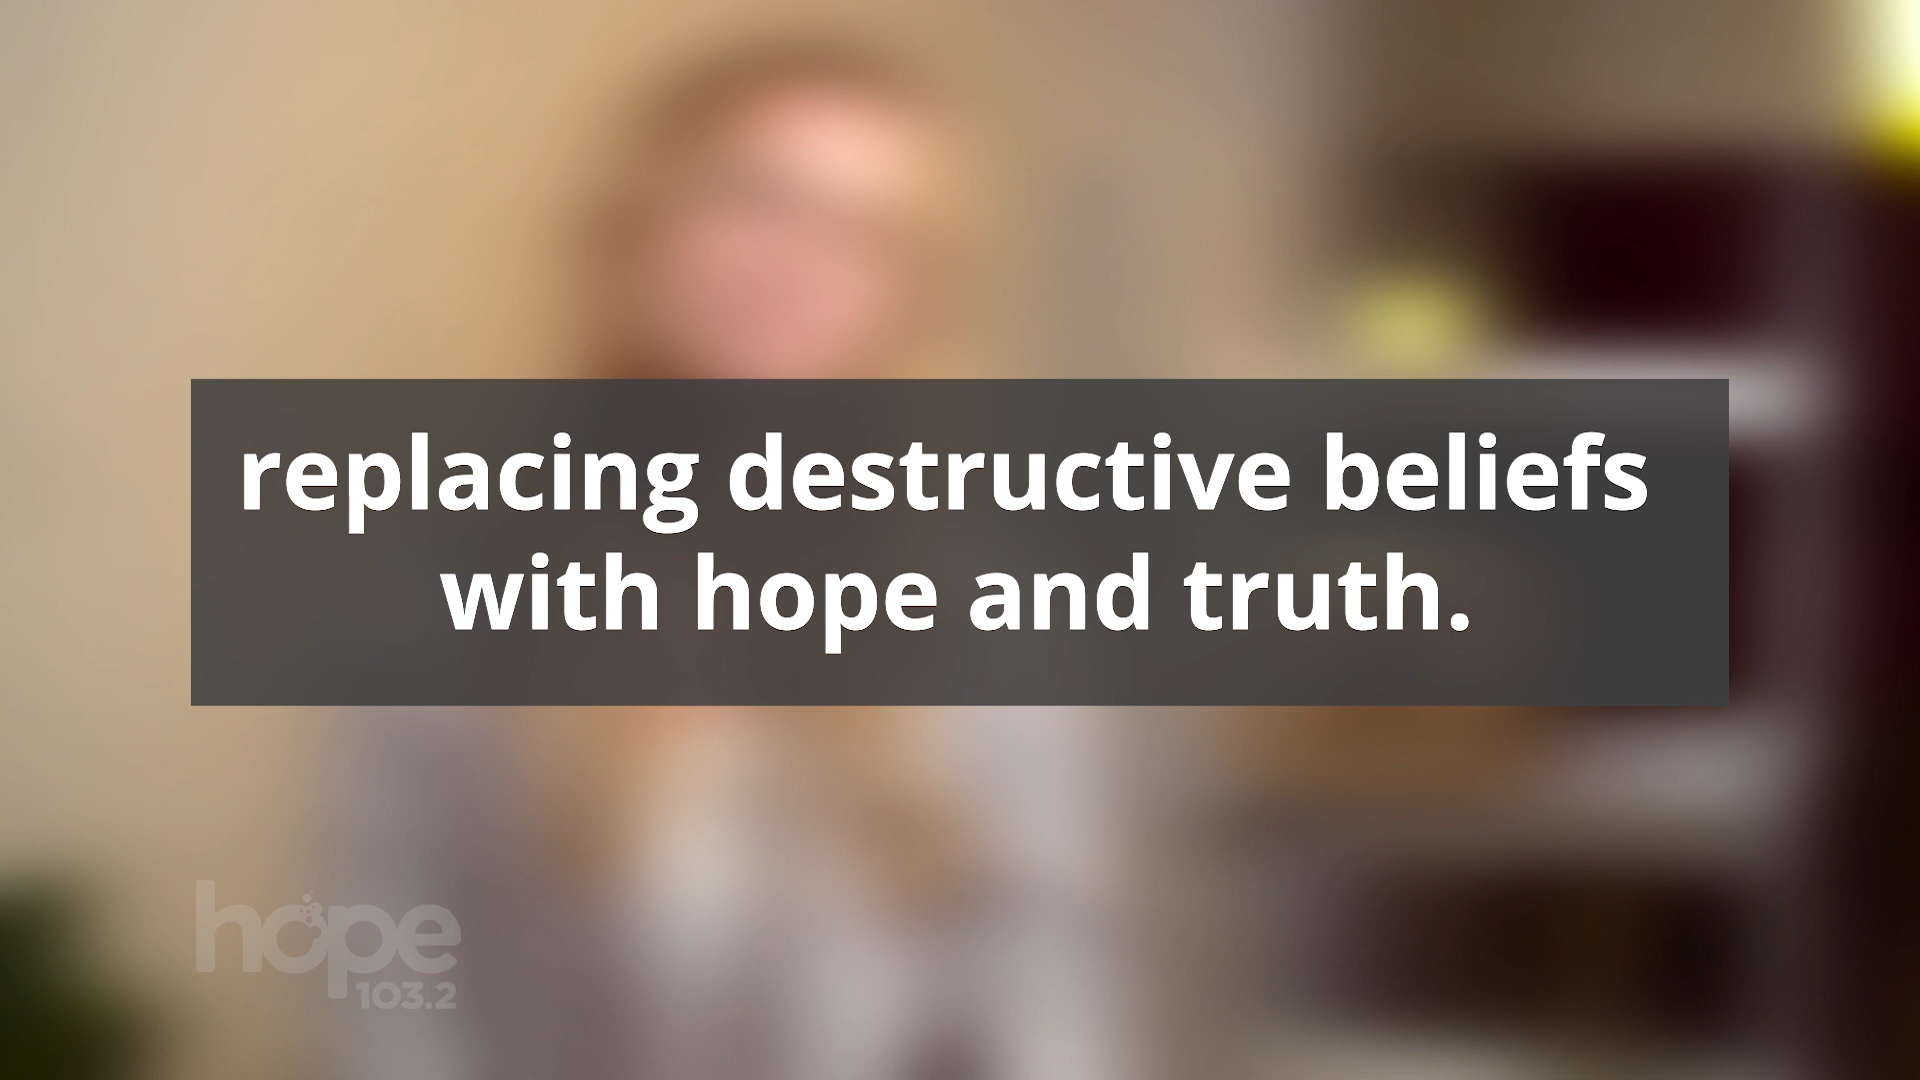 replacing destructive beliefs
with hope and truth.
hope
103.2